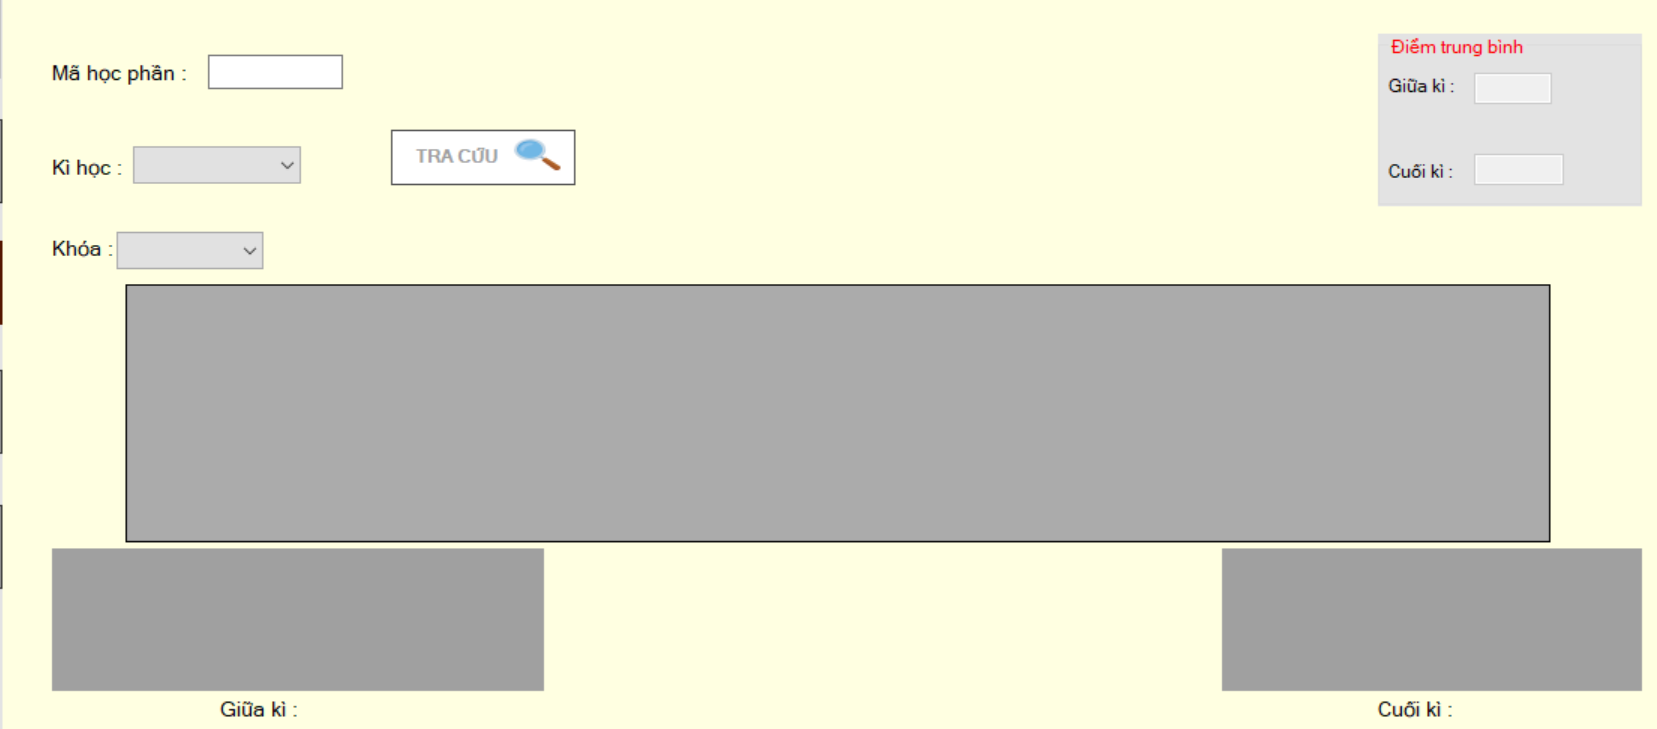 Mã học phần :
Kì học :
TRA CỨU
Khóa :
Điểm trung bình
Giữa kì :
Cuối kì :
Giữa kì :
Cuối kì :